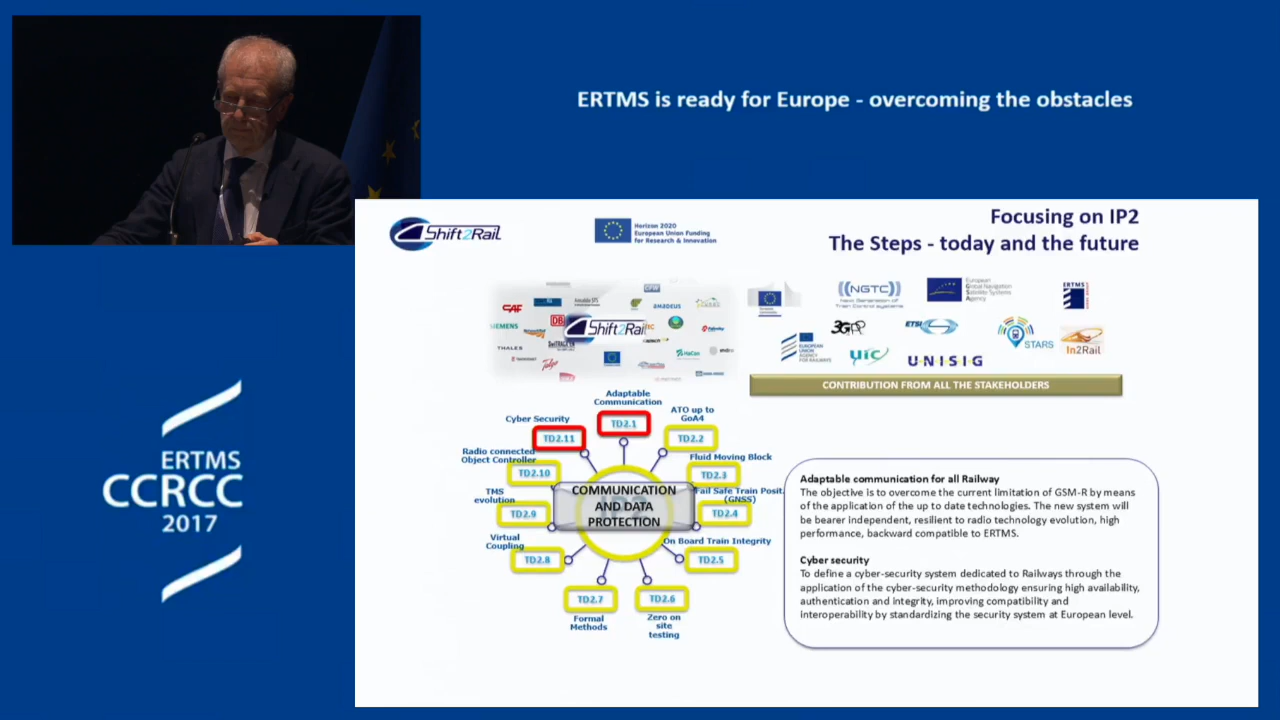 ERTMS is ready for Europe - overcoming the obstacles
Shift2Rail
Horizon 2020
European Union Funding
for Research & Innovation
Focusing on IP2
The Steps - today and the future
CAF
SIEMENS
THALES
DB
AMADEUS
HaCon
Talgo
Shift2Rail
((NGTC))
Next Generation of
Train Control systems
European
Global Navigation
Satellite Systems
Agency
ERTMS
EUROPEAN
UNION
AGENCY
FOR RAILWAYS
3GPP
ETSI
UIC
UNISIG
STARS
In2Rail
CONTRIBUTION FROM ALL THE STAKEHOLDERS
Adaptable
Communication
TD2.1
ATO up to
GoA4
TD2.2
Fluid Moving Block
TD2.3
Fail Safe Train Posit.
(GNSS)
TD2.4
On Board Train Integrity
TD2.5
TD2.6
Zero on
site
testing
TD2.7
Formal
Methods
Virtual
Coupling
TD2.8
TMS
evolution
TD2.9
Radio connected
Object Controller
TD2.10
Cyber Security
TD2.11
COMMUNICATION
AND DATA
PROTECTION
Adaptable communication for all Railway
The objective is to overcome the current limitation of GSM-R by means
of the application of the up to date technologies. The new system will
be bearer independent, resilient to radio technology evolution, high
performance, backward compatible to ERTMS.
Cyber security
To define a cyber-security system dedicated to Railways through the
application of the cyber-security methodology ensuring high availability,
authentication and integrity, improving compatibility and
interoperability by standardizing the security system at European level.
ERTMS
CCRCC
2017